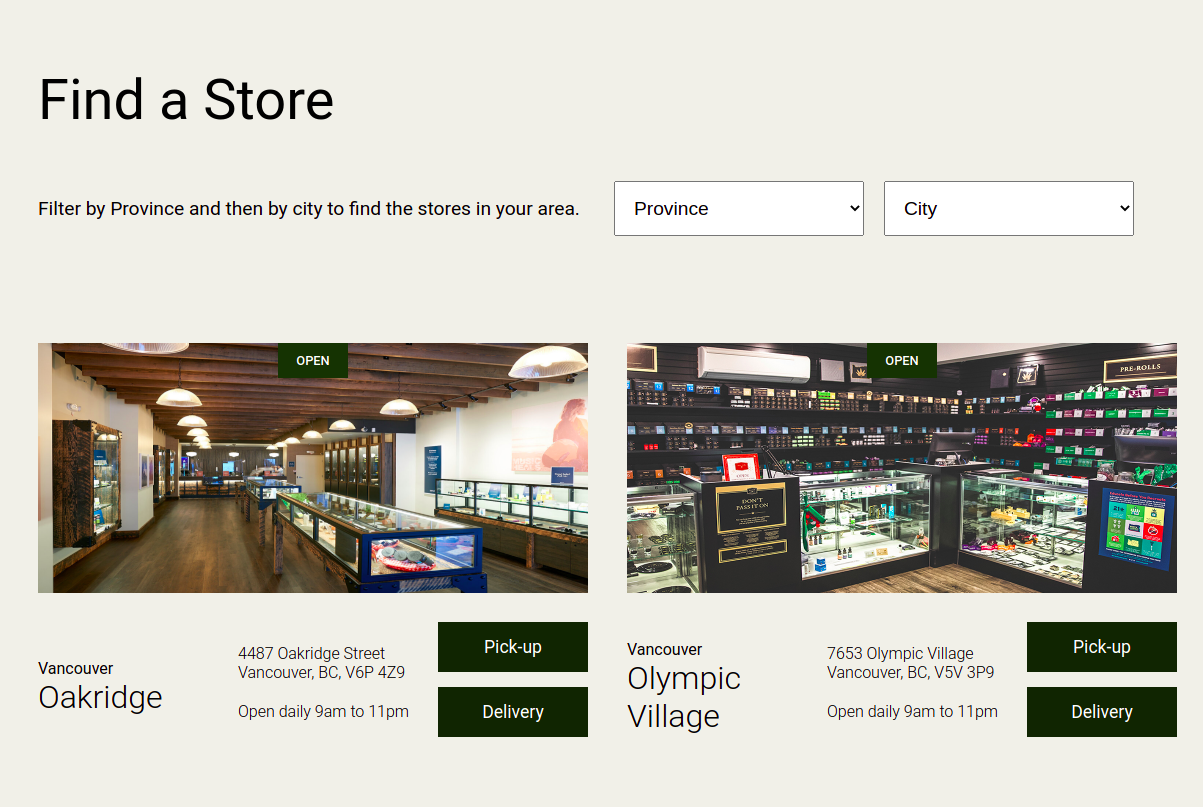 Find a Store
Filter by Province and then by city to find the stores in your area.
Province
City
OPEN
OPEN
PRE-ROLLS
DON'T
PASS IT ON
Vancouver
Oakridge
4487 Oakridge Street
Vancouver, BC, V6P 4Z9
Open daily 9am to 11pm
Pick-up
Delivery
Vancouver
Olympic
Village
7653 Olympic Village
Vancouver, BC, V5V 3P9
Open daily 9am to 11pm
Pick-up
Delivery